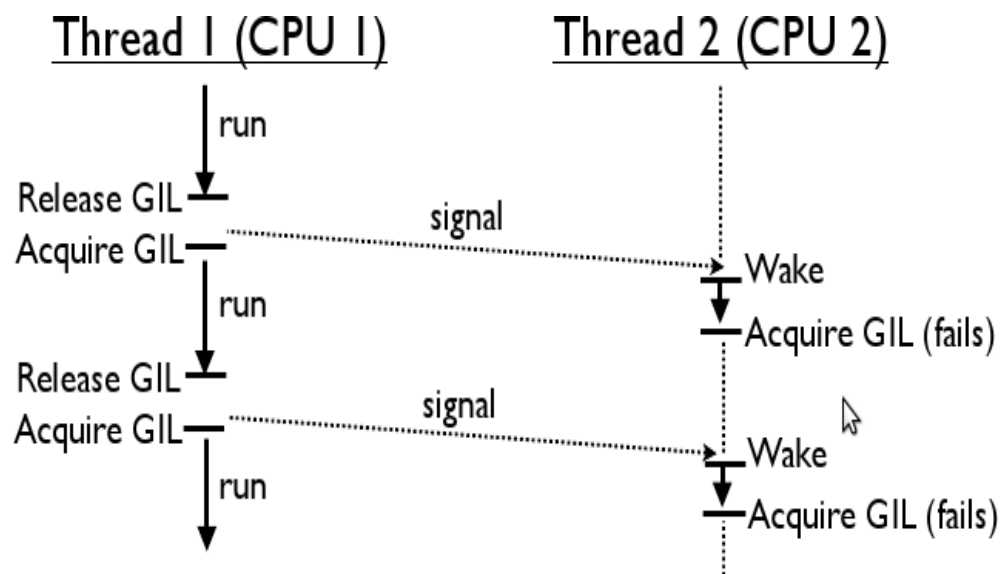 Thread 1 (CPU 1)
Thread 2 (CPU 2)
run
Release GIL
signal
Acquire GIL
Wake
run
Acquire GIL (fails)
Release GIL
signal
Acquire GIL
Wake
run
Acquire GIL (fails)